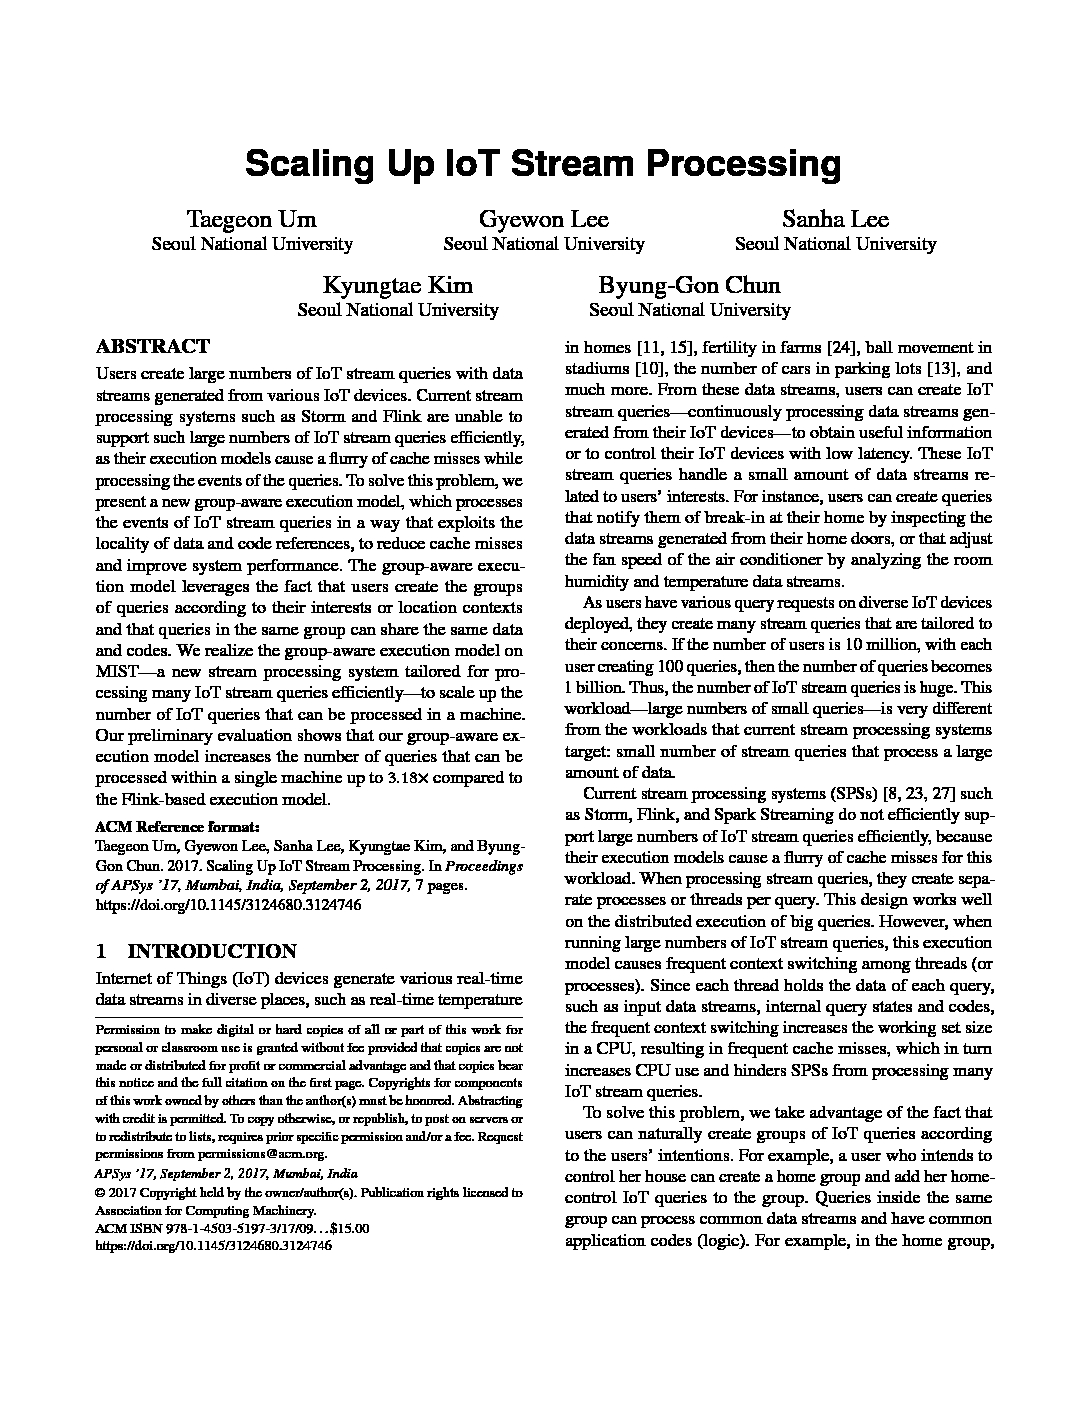 Scaling Up IoT Stream Processing
Taegeon Um
Seoul National University
Gyewon Lee
Seoul National University
Sanha Lee
Seoul National University
Kyungtae Kim
Seoul National University
Byung-Gon Chun
Seoul National University
ABSTRACT
Users create large numbers of IoT stream queries with data
streams generated from various IoT devices. Current stream
processing systems such as Storm and Flink are unable to
support such large numbers of IoT stream queries efficiently,
as their execution models cause a flurry of cache misses while
processing the events of the queries. To solve this problem, we
present a new group-aware execution model, which processes
the events of IoT stream queries in a way that exploits the
locality of data and code references, to reduce cache misses
and improve system performance. The group-aware execu-
tion model leverages the fact that users create the groups
of queries according to their interests or location contexts
and that queries in the same group can share the same data
and codes. We realize the group-aware execution model on
MIST—a new stream processing system tailored for pro-
cessing many IoT stream queries efficiently—to scale up the
number of IoT queries that can be processed in a machine.
Our preliminary evaluation shows that our group-aware ex-
ecution model increases the number of queries that can be
processed within a single machine up to 3.18× compared to
the Flink-based execution model.
ACM Reference format:
Taegeon Um, Gyewon Lee, Sanha Lee, Kyungtae Kim, and Byung-
Gon Chun. 2017. Scaling Up IoT Stream Processing. In Proceedings
of APSys ’17, Mumbai, India, September 2, 2017, 7 pages.
https://doi.org/10.1145/3124680.3124746
1 INTRODUCTION
Internet of Things (IoT) devices generate various real-time
data streams in diverse places, such as real-time temperature
Permission to make digital or hard copies of all or part of this work for
personal or classroom use is granted without fee provided that copies are not
made or distributed for profit or commercial advantage and that copies bear
this notice and the full citation on the first page. Copyrights for components
of this work owned by others than the author(s) must be honored. Abstracting
with credit is permitted. To copy otherwise, or republish, to post on servers or
to redistribute to lists, requires prior specific permission and/or a fee. Request
permissions from permissions@acm.org.
APSys ’17, September 2, 2017, Mumbai, India
© 2017 Copyright held by the owner/author(s). Publication rights licensed to
Association for Computing Machinery.
ACM ISBN 978-1-4503-5197-3/17/09…$15.00
https://doi.org/10.1145/3124680.3124746
in homes [11, 15], fertility in farms [24], ball movement in
stadiums [10], the number of cars in parking lots [13], and
much more. From these data streams, users can create IoT
stream queries—continuously processing data streams gen-
erated from their IoT devices—to obtain useful information
or to control their IoT devices with low latency. These IoT
stream queries handle a small amount of data streams re-
lated to users’ interests. For instance, users can create queries
that notify them of break-in at their home by inspecting the
data streams generated from their home doors, or that adjust
the fan speed of the air conditioner by analyzing the room
humidity and temperature data streams.
As users have various query requests on diverse IoT devices
deployed, they create many stream queries that are tailored to
their concerns. If the number of users is 10 million, with each
user creating 100 queries, then the number of queries becomes
1 billion. Thus, the number of IoT stream queries is huge. This
workload—large numbers of small queries—is very different
from the workloads that current stream processing systems
target: small number of stream queries that process a large
amount of data.
Current stream processing systems (SPSs) [8, 23, 27] such
as Storm, Flink, and Spark Streaming do not efficiently sup-
port large numbers of IoT stream queries efficiently, because
their execution models cause a flurry of cache misses for this
workload. When processing stream queries, they create sepa-
rate processes or threads per query. This design works well
on the distributed execution of big queries. However, when
running large numbers of IoT stream queries, this execution
model causes frequent context switching among threads (or
processes). Since each thread holds the data of each query,
such as input data streams, internal query states and codes,
the frequent context switching increases the working set size
in a CPU, resulting in frequent cache misses, which in turn
increases CPU use and hinders SPSs from processing many
IoT stream queries.
To solve this problem, we take advantage of the fact that
users can naturally create groups of IoT queries according
to the users’ intentions. For example, a user who intends to
control her house can create a home group and add her home-
control IoT queries to the group. Queries inside the same
group can process common data streams and have common
application codes (logic). For example, in the home group,